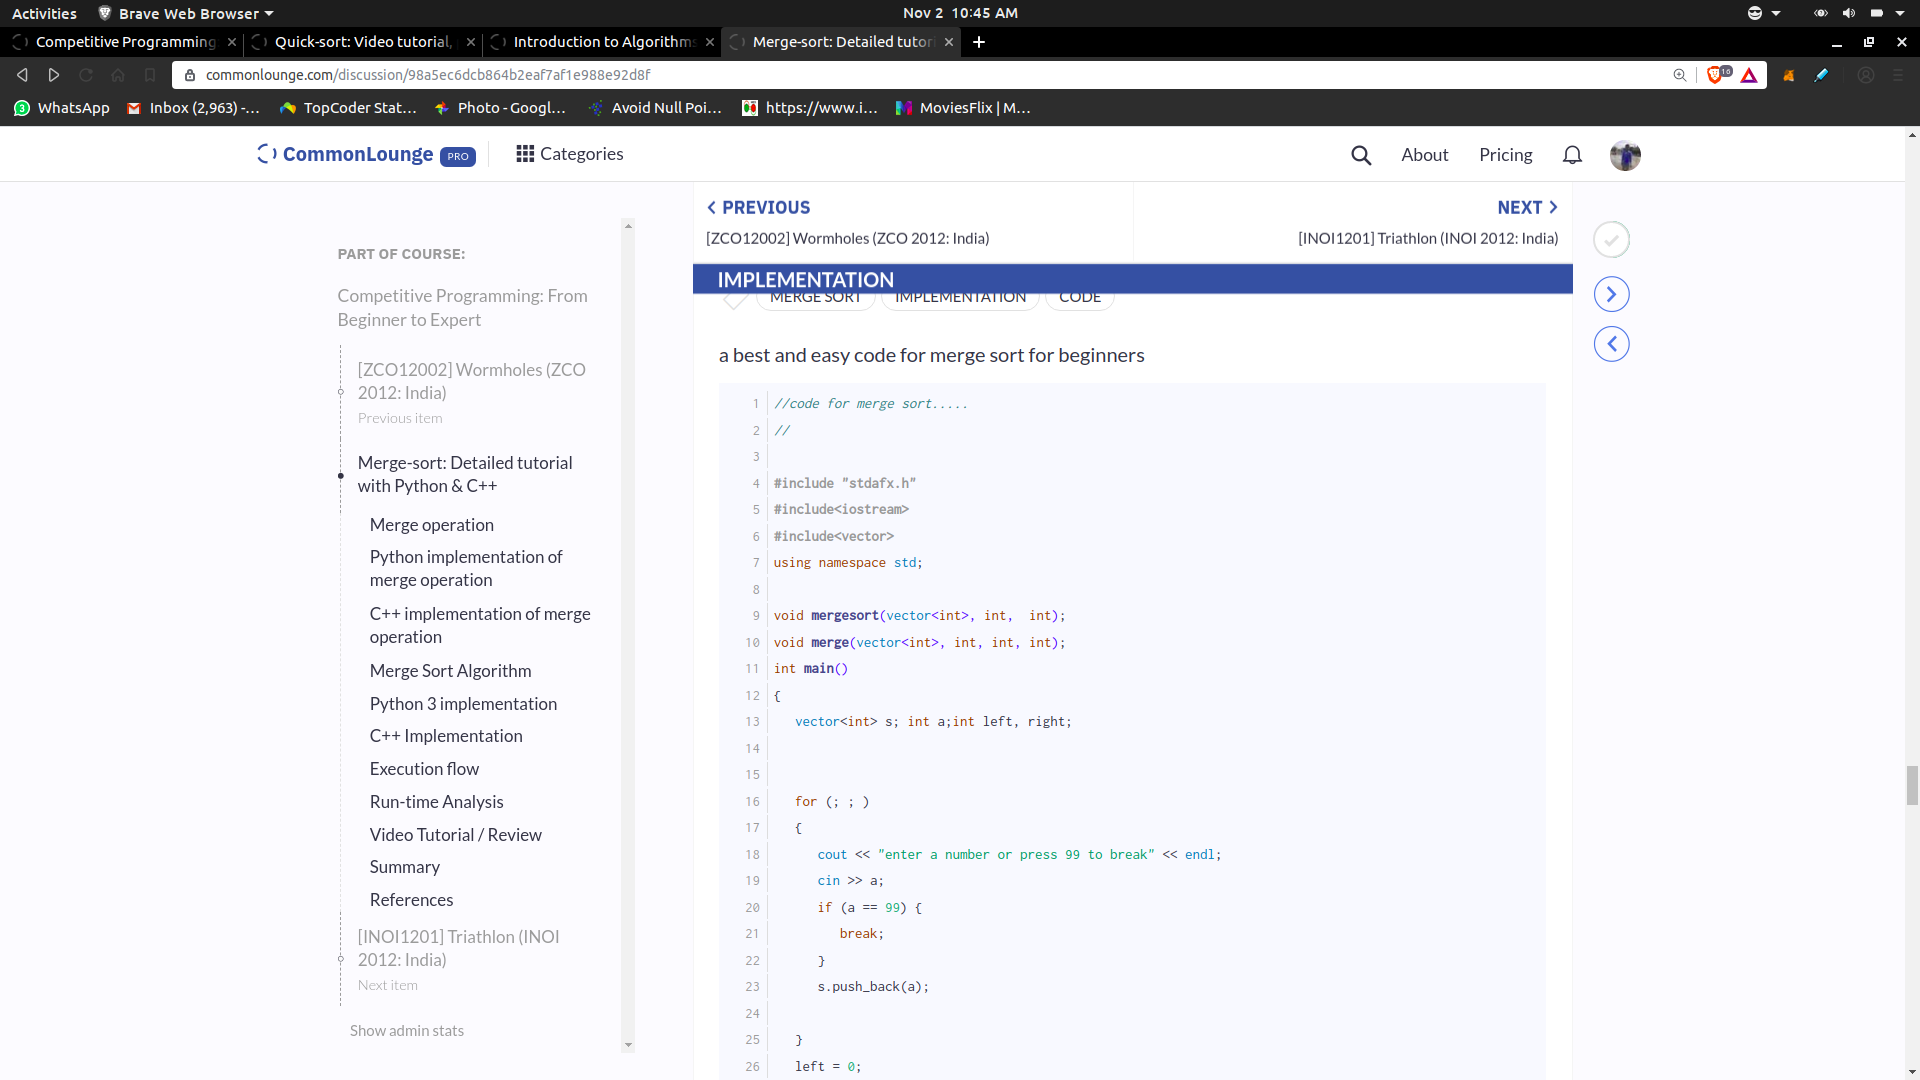 Activities
Brave Web Browser
Nov 2 10:45 AM
Competitive Programming
Quick-sort: Video tutorial,
Introduction to Algorithms
Merge-sort: Detailed tutori
commonlounge.com/discussion/98a5ec6dcb864b2eaf7af1e988e92d8f
16
3 WhatsApp
Inbox (2,963) -...
TopCoder Stat...
Photo - Googl...
Avoid Null Poi...
https://www.i...
MoviesFlix | M...
CommonLounge PRO
Categories
About
Pricing
PART OF COURSE:
Competitive Programming: From
Beginner to Expert
[ZCO12002] Wormholes (ZCO
2012: India)
Previous item
Merge-sort: Detailed tutorial
with Python & C++
Merge operation
Python implementation of
merge operation
C++ implementation of merge
operation
Merge Sort Algorithm
Python 3 implementation
C++ Implementation
Execution flow
Run-time Analysis
Video Tutorial / Review
Summary
References
[INOI1201] Triathlon (INOI
2012: India)
Next item
Show admin stats
PREVIOUS
[ZCO12002] Wormholes (ZCO 2012: India)
NEXT
[INOI1201] Triathlon (INOI 2012: India)
IMPLEMENTATION
MERGE SORT
IMPLEMENTATION
CODE
a best and easy code for merge sort for beginners
1 //code for merge sort.....
2 //
3
4 #include "stdafx.h"
5 #include<iostream>
6 #include<vector>
7 using namespace std;
8
9 void mergesort(vector<int>, int,  int);
10 void merge(vector<int>, int, int, int);
11 int main()
12 {
13 vector<int> s; int a;int left, right;
14
15
16 for (; ; )
17 {
18 cout << "enter a number or press 99 to break" << endl;
19 cin >> a;
20 if (a == 99) {
21 break;
22 }
23 s.push_back(a);
24
25 }
26 left = 0;